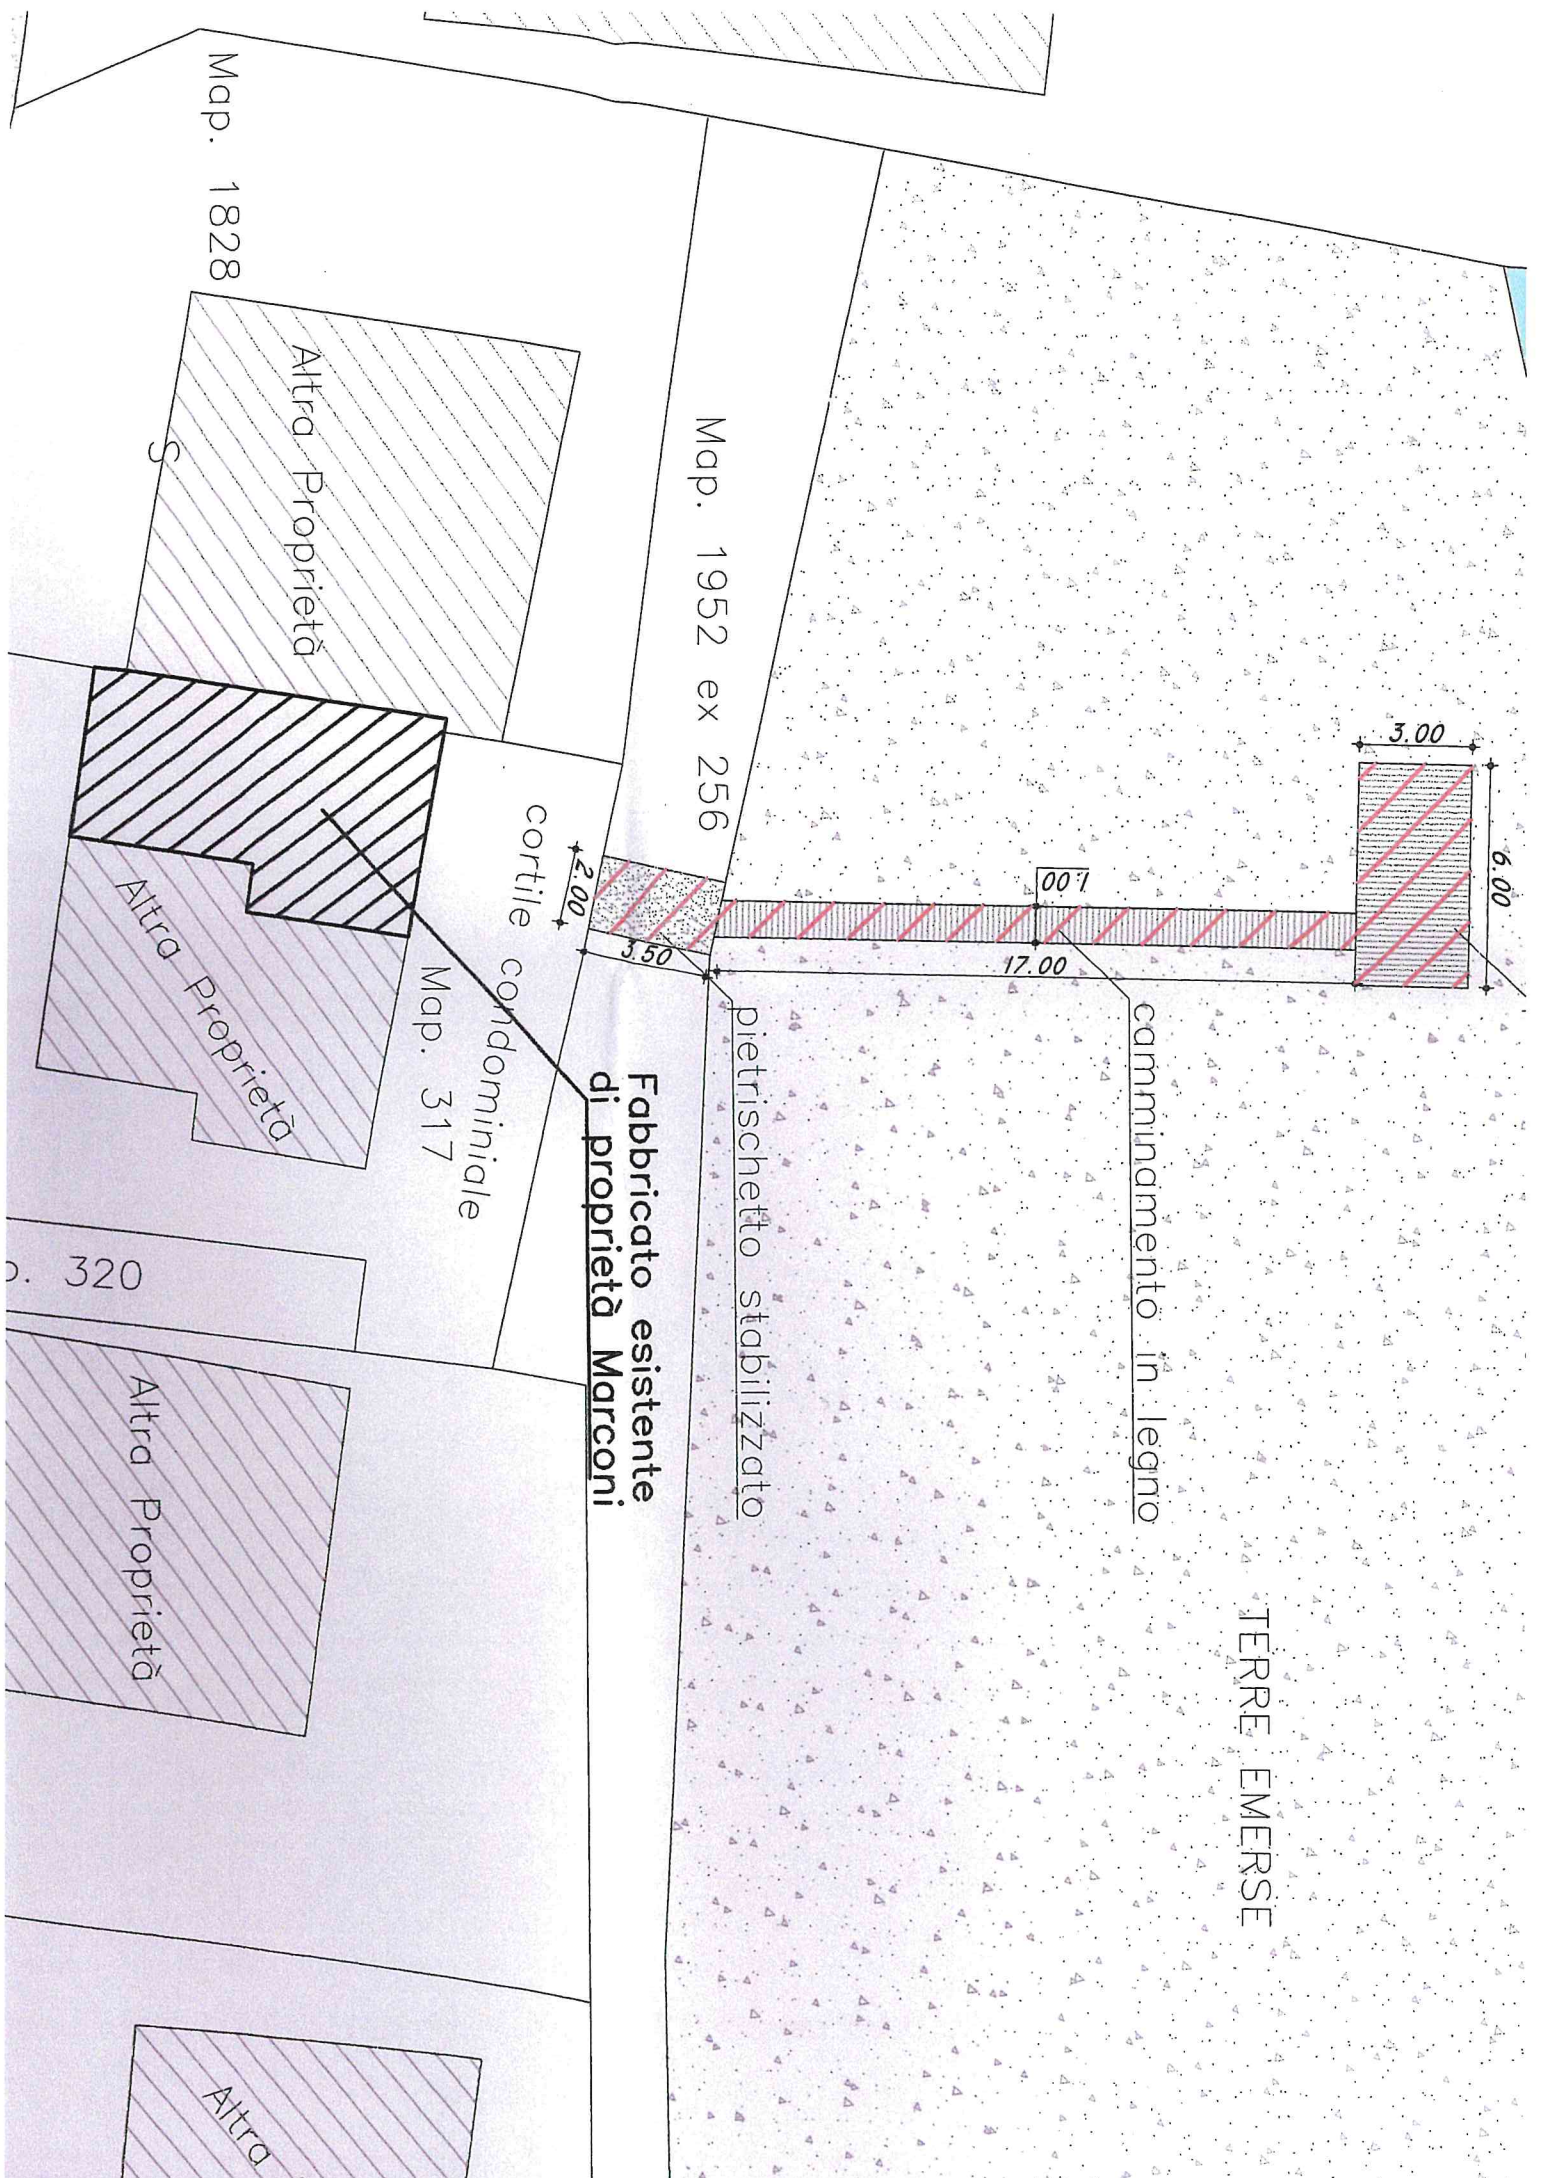 6.00
3.00
TERRE EMERSE
camminamento in legno
1.00
17.00
pietrischetto stabilizzato
Map. 1952 ex 256
3.50
2.00
Fabbricato esistente
di proprietà Marconi
cortile condominiale
Map. 317
Map. 1828
Altra Proprietà
S
Altra Proprietà
320
Altra Proprietà
Altra